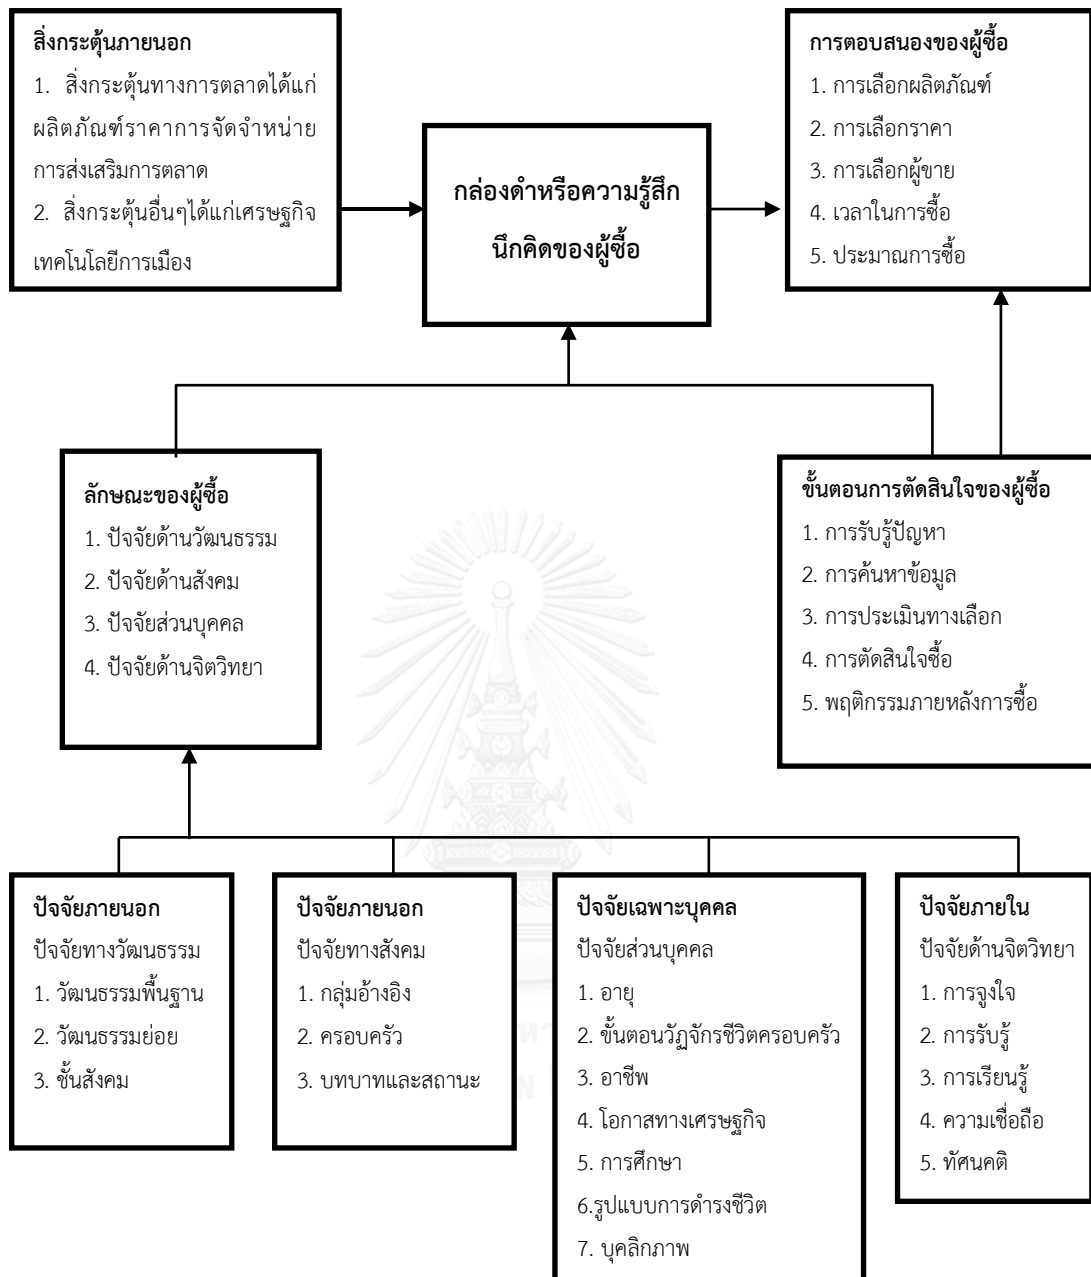 สิ่งกระตุ้นภายนอก
1. สิ่งกระตุ้นทางการตลาดได้แก่
ผลิตภัณฑ์ราคาการจัดจำหน่าย
การส่งเสริมการตลาด
2. สิ่งกระตุ้นอื่นๆได้แก่เศรษฐกิจ
เทคโนโลยีการเมือง
กล่องดำหรือความรู้สึก
นึกคิดของผู้ซื้อ
การตอบสนองของผู้ซื้อ
1. การเลือกผลิตภัณฑ์
2. การเลือกราคา
3. การเลือกผู้ขาย
4. เวลาในการซื้อ
5. ประมาณการซื้อ
ลักษณะของผู้ซื้อ
1. ปัจจัยด้านวัฒนธรรม
2. ปัจจัยด้านสังคม
3. ปัจจัยส่วนบุคคล
4. ปัจจัยด้านจิตวิทยา
ขั้นตอนการตัดสินใจของผู้ซื้อ
1. การรับรู้ปัญหา
2. การค้นหาข้อมูล
3. การประเมินทางเลือก
4. การตัดสินใจซื้อ
5. พฤติกรรมภายหลังการซื้อ
ปัจจัยภายนอก
ปัจจัยทางวัฒนธรรม
1. วัฒนธรรมพื้นฐาน
2. วัฒนธรรมย่อย
3. ชั้นสังคม
ปัจจัยภายนอก
ปัจจัยทางสังคม
1. กลุ่มอ้างอิง
2. ครอบครัว
3. บทบาทและสถานะ
ปัจจัยเฉพาะบุคคล
ปัจจัยส่วนบุคคล
1. อายุ
2. ขั้นตอนวัฏจักรชีวิตครอบครัว
3. อาชีพ
4. โอกาสทางเศรษฐกิจ
5. การศึกษา
6.รูปแบบการดำรงชีวิต
7. บุคลิกภาพ
ปัจจัยภายใน
ปัจจัยด้านจิตวิทยา
1. การจูงใจ
2. การรับรู้
3. การเรียนรู้
4. ความเชื่อถือ
5. ทัศนคติ